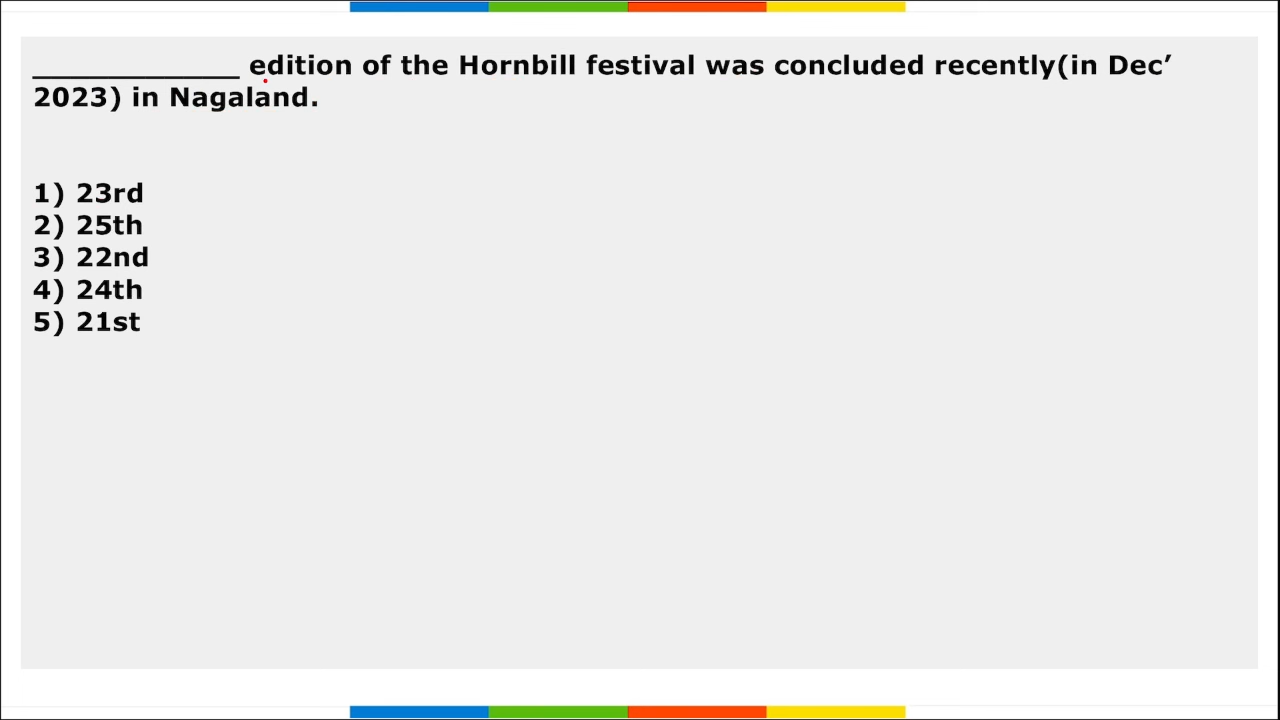 _____________ edition of the Hornbill festival was concluded recently(in Dec’
2023) in Nagaland.
1) 23rd
2) 25th
3) 22nd
4) 24th
5) 21st